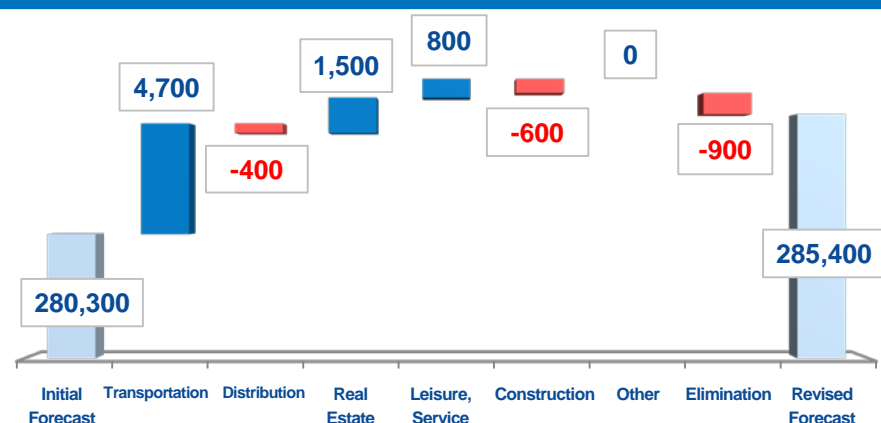 4,700
-400
1,500
800
-600
0
-900
280,300
285,400
Initial Forecast
Transportation
Distribution
Real Estate
Leisure, Service
Construction
Other
Elimination
Revised Forecast